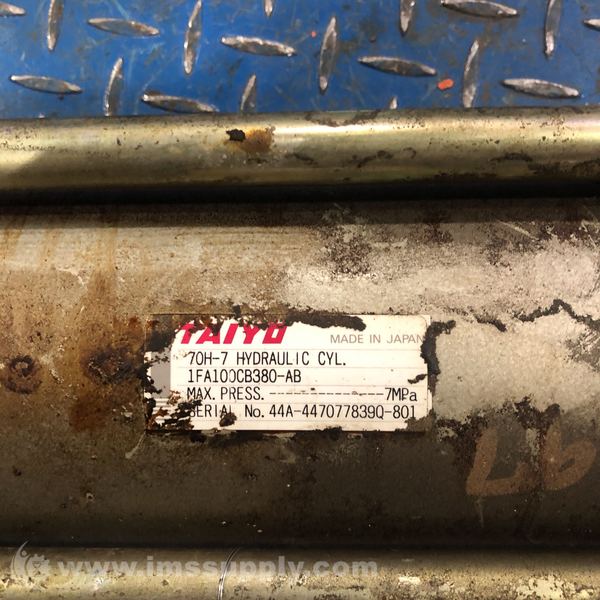 TAIYO MADE IN JAPAN
70H-7 HYDRAULIC CYL.
1FA100CB380-AB
MAX. PRESS. ---------------7MPa
SERIAL No. 44A-447077839Q-801
www.imssupply.com